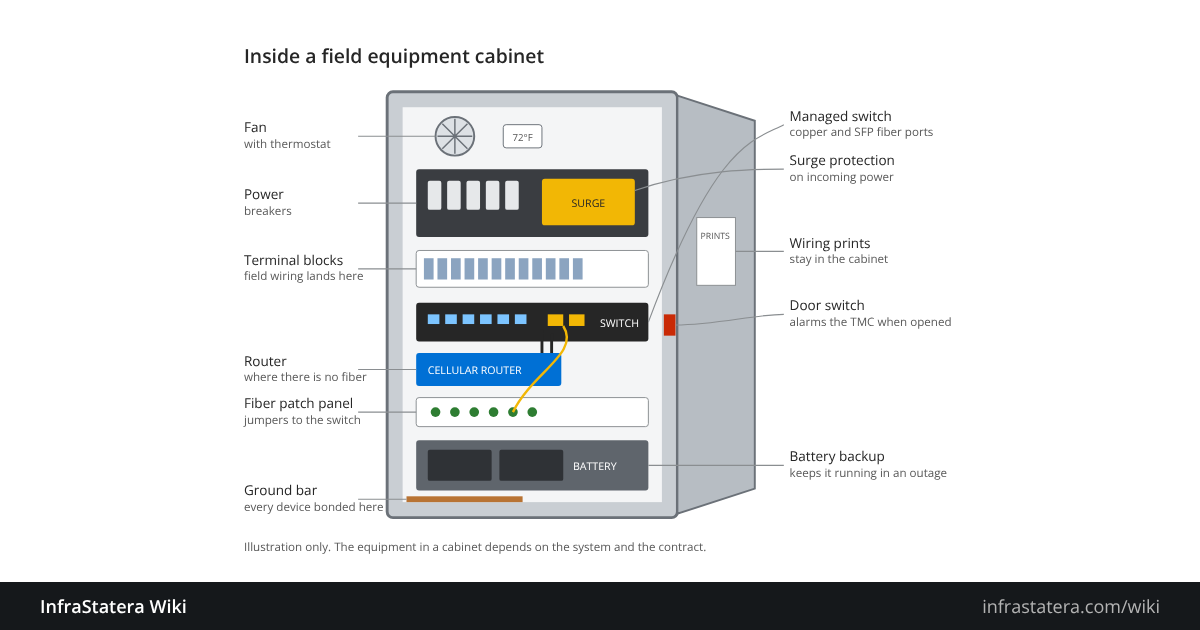 Inside a field equipment cabinet
Fan
with thermostat
Power
breakers
Terminal blocks
field wiring lands here
Router
where there is no fiber
Fiber patch panel
jumpers to the switch
Ground bar
every device bonded here
72°F
SURGE
SWITCH
CELLULAR ROUTER
BATTERY
PRINTS
Managed switch
copper and SFP fiber ports
Surge protection
on incoming power
Wiring prints
stay in the cabinet
Door switch
alarms the TMC when opened
Battery backup
keeps it running in an outage
Illustration only. The equipment in a cabinet depends on the system and the contract.
InfraStatera Wiki
infrastatera.com/wiki